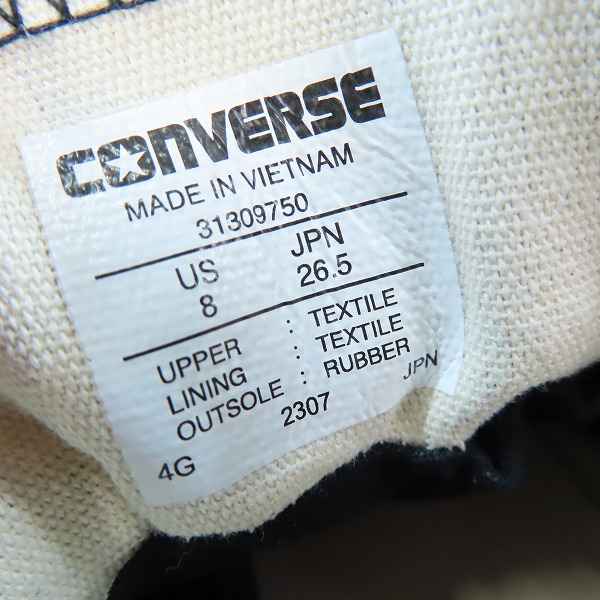 CONVERSE
MADE IN VIETNAM
31309750
US JPN
8 26.5
UPPER : TEXTILE
LINING : TEXTILE
OUTSOLE : RUBBER
2307 JPN
4G